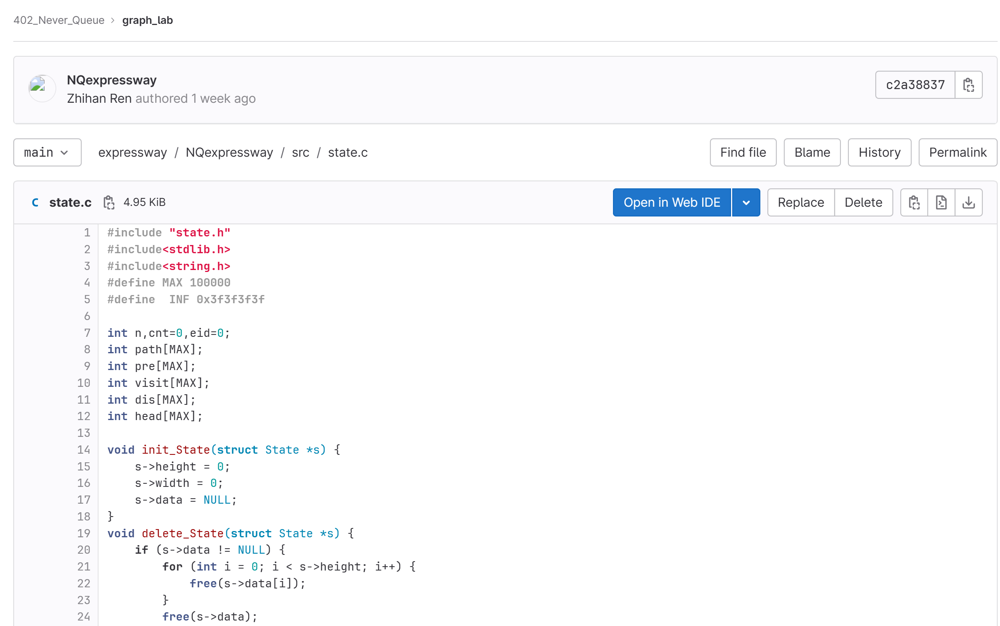 402_Never_Queue > graph_lab
NQexpressway
Zhihan Ren authored 1 week ago
c2a38837
main
expressway / NQexpressway / src / state.c
Find file
Blame
History
Permalink
C state.c 4.95 KiB
Open in Web IDE
Replace
Delete
1 #include "state.h"
2 #include<stdlib.h>
3 #include<string.h>
4 #define MAX 100000
5 #define  INF 0x3f3f3f3f
6
7 int n,cnt=0,eid=0;
8 int path[MAX];
9 int pre[MAX];
10 int visit[MAX];
11 int dis[MAX];
12 int head[MAX];
13
14 void init_State(struct State *s) {
15     s->height = 0;
16     s->width = 0;
17     s->data = NULL;
18 }
19 void delete_State(struct State *s) {
20     if (s->data != NULL) {
21         for (int i = 0; i < s->height; i++) {
22             free(s->data[i]);
23         }
24         free(s->data);